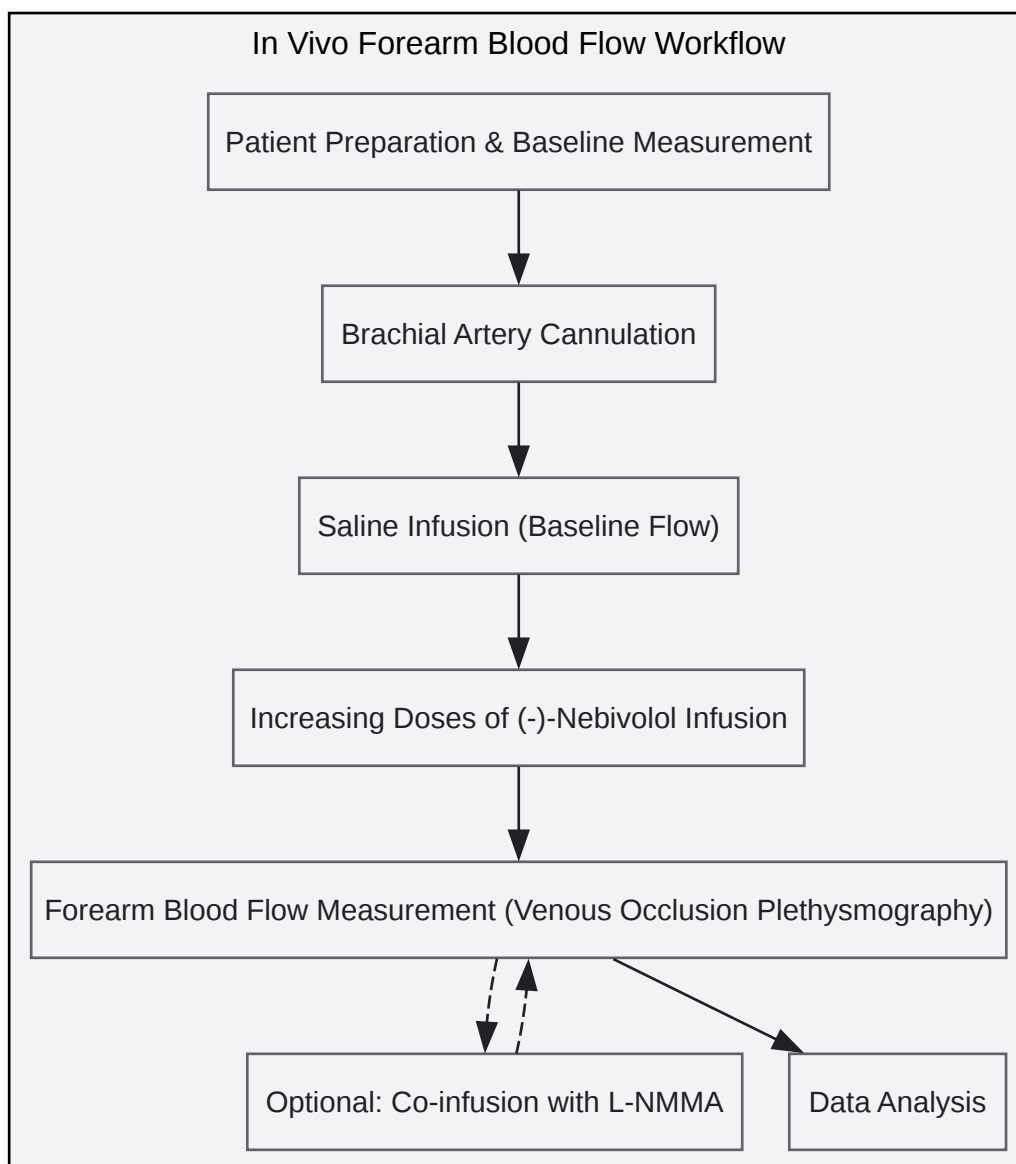 In Vivo Forearm Blood Flow Workflow
Patient Preparation & Baseline Measurement
Brachial Artery Cannulation
Saline Infusion (Baseline Flow)
Increasing Doses of (-)-Nebivolol Infusion
Forearm Blood Flow Measurement (Venous Occlusion Plethysmography)
Optional: Co-infusion with L-NMMA
Data Analysis